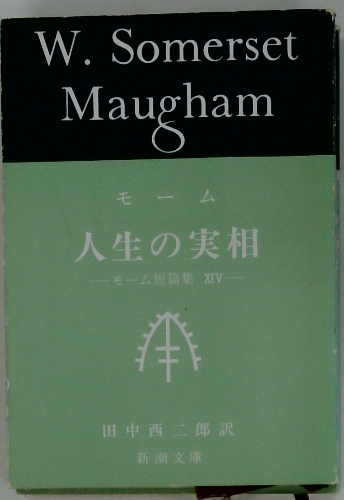 W. Somerset
Maugham
モーム
人生の実相
—モーム短篇集 XIV—
田中西二郎訳
新潮文庫